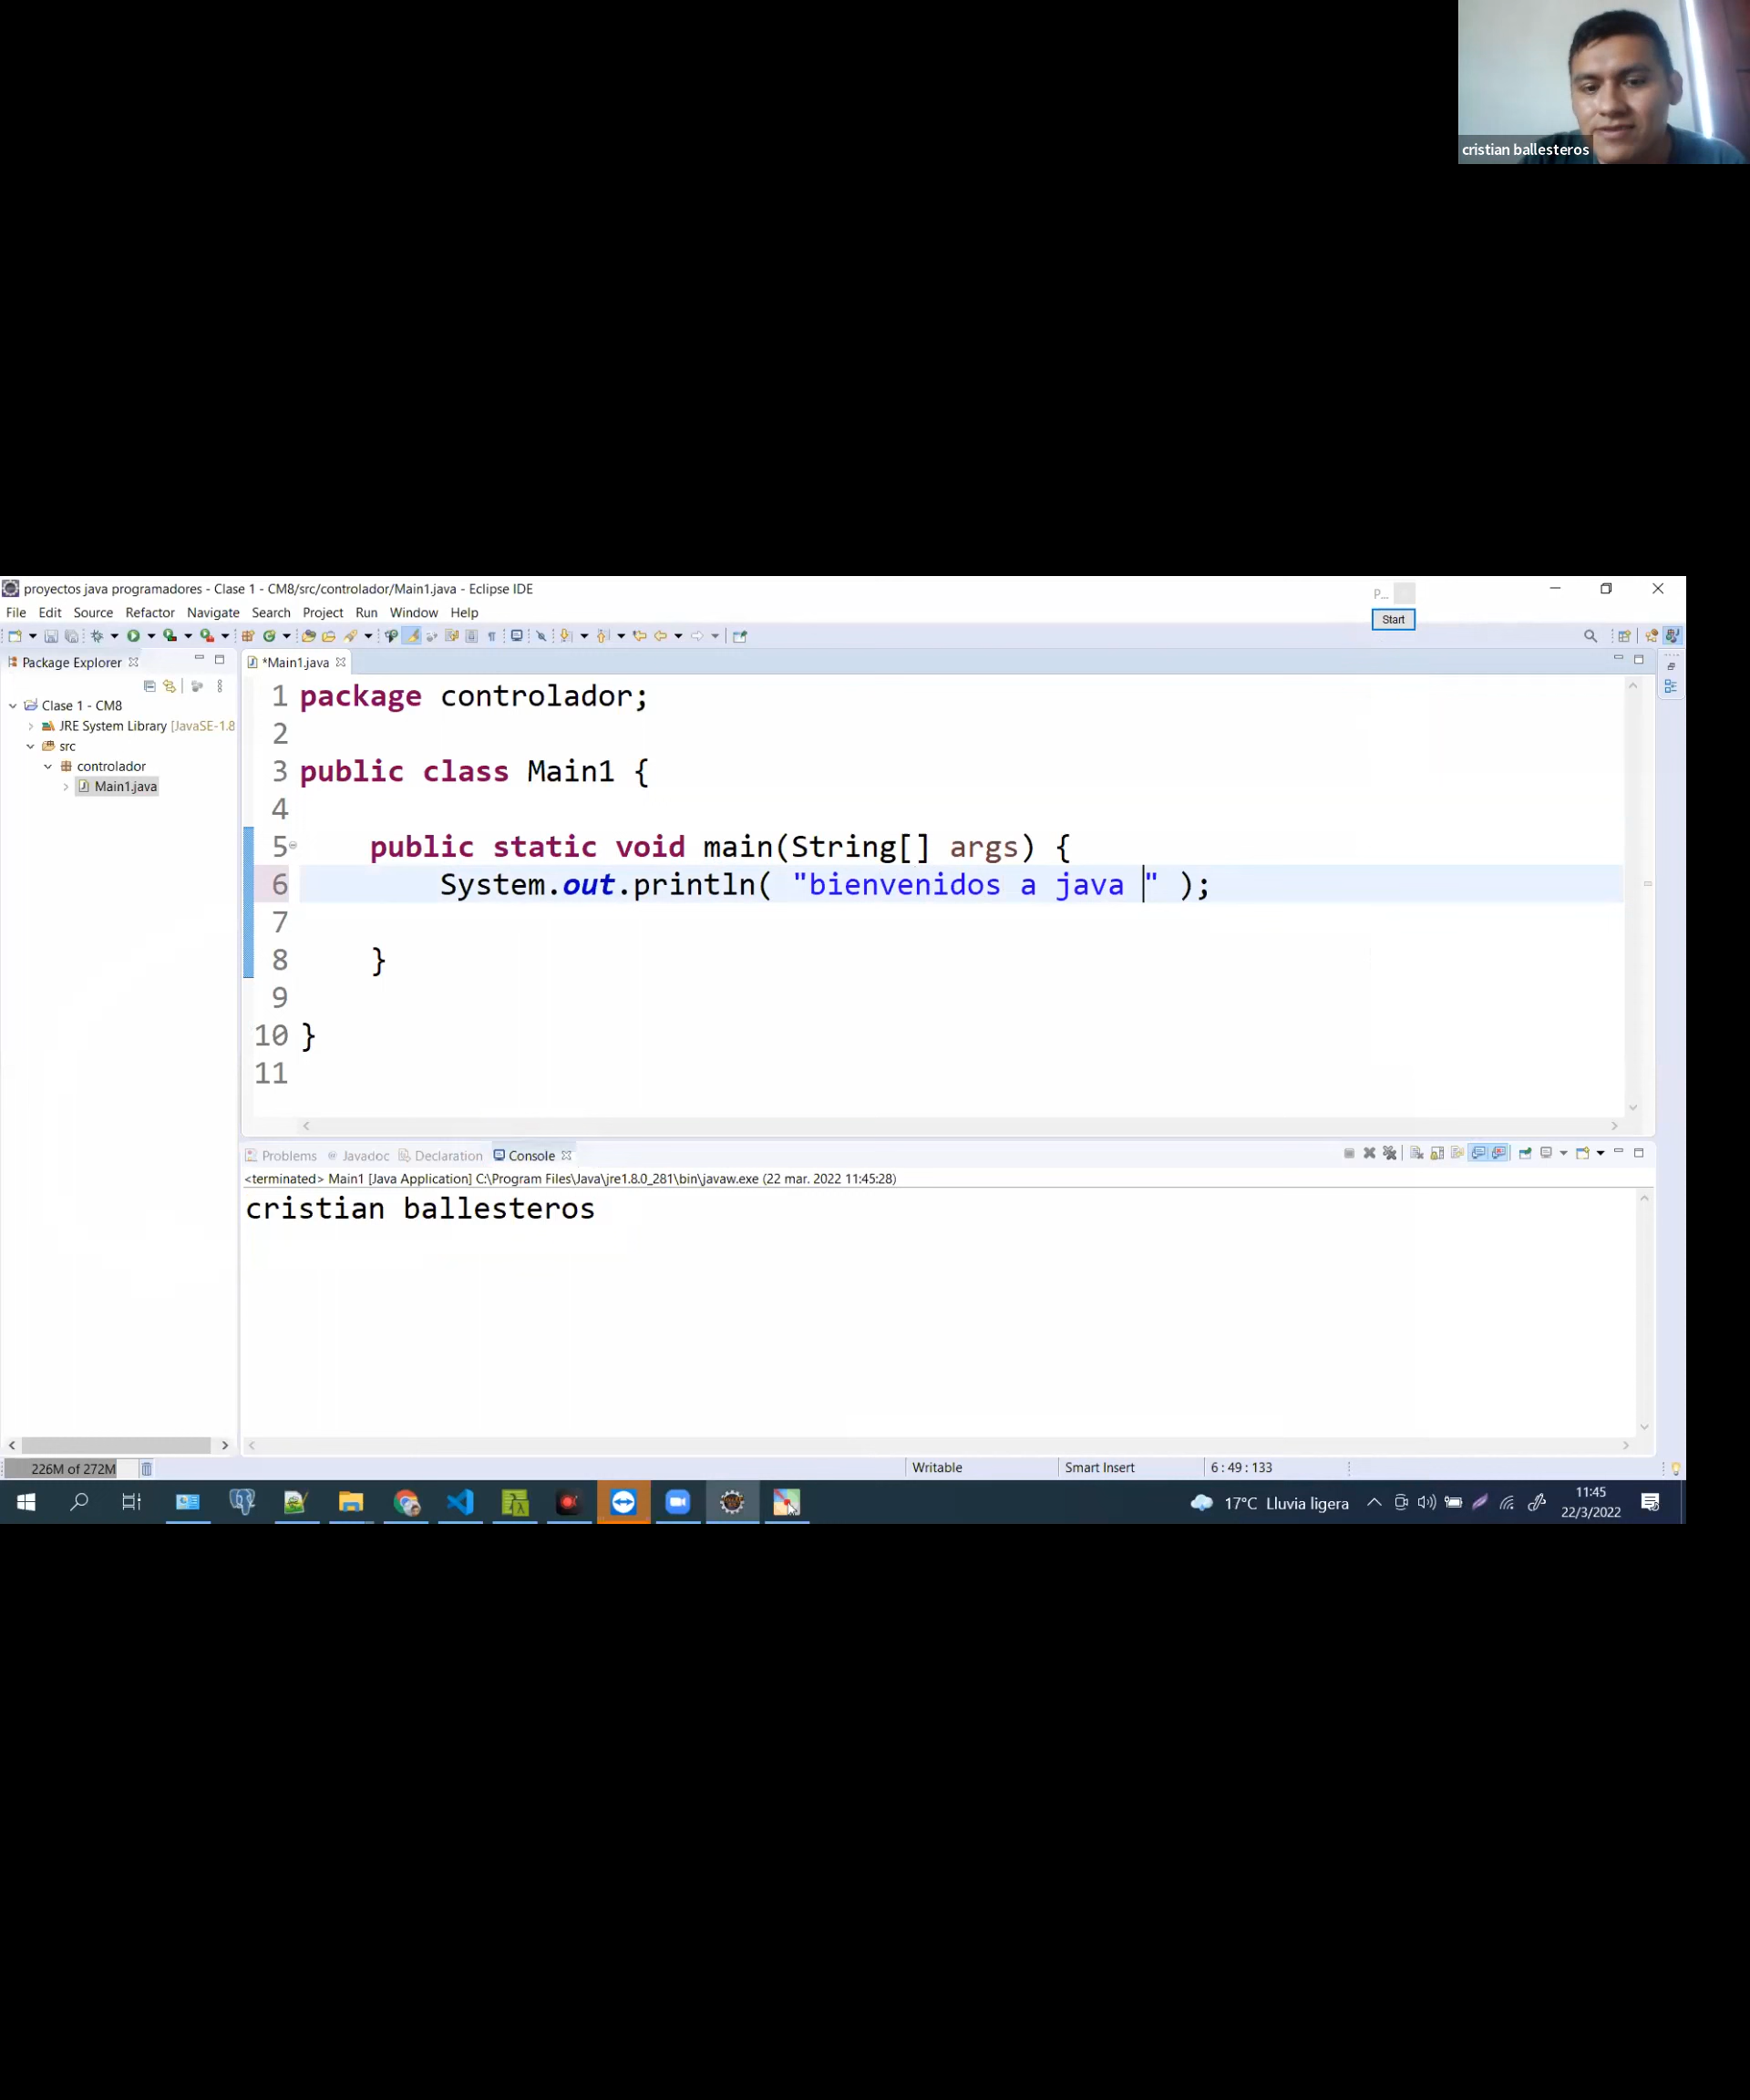 cristian ballesteros
proyectos java programadores - Clase 1 - CM8/src/controlador/Main1.java - Eclipse IDE
P...
File Edit Source Refactor Navigate Search Project Run Window Help
Start
Package Explorer
*Main1.java
Clase 1 - CM8
JRE System Library [JavaSE-1.8
src
controlador
Main1.java
1 package controlador;
2
3 public class Main1 {
4
5 public static void main(String[] args) {
6 System.out.println( "bienvenidos a java " );
7
8 }
9
10 }
11
Problems Javadoc Declaration Console
<terminated> Main1 [Java Application] C:\Program Files\Java\jre1.8.0_281\bin\javaw.exe (22 mar. 2022 11:45:28)
cristian ballesteros
226M of 272M
Writable Smart Insert 6 : 49 : 133
17°C Lluvia ligera
11:45
22/3/2022